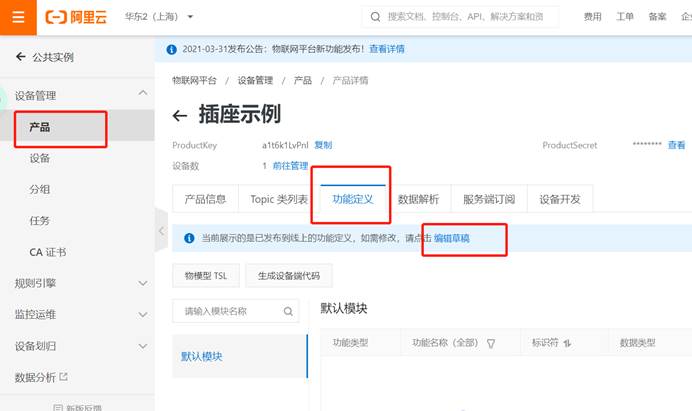 阿里云
华东2（上海）
搜索文档、控制台、API、解决方案和资
费用 工单 备案 企
公共实例
2021-03-31发布公告：物联网平台新功能发布！ 查看详情
物联网平台 / 设备管理 / 产品 / 产品详情
设备管理
产品
设备
分组
任务
CA 证书
规则引擎
监控运维
设备划归
数据分析
新版反馈
← 插座示例
ProductKey a1t6k1LvPnl 复制 ProductSecret ******** 查看
设备数 1 前往管理
产品信息 Topic 类列表 功能定义 数据解析 服务端订阅 设备开发
当前展示的是已发布到线上的功能定义，如需修改，请点击 编辑草稿
物模型 TSL 生成设备端代码
请输入模块名称
默认模块
默认模块
功能类型 功能名称（全部） 标识符 数据类型